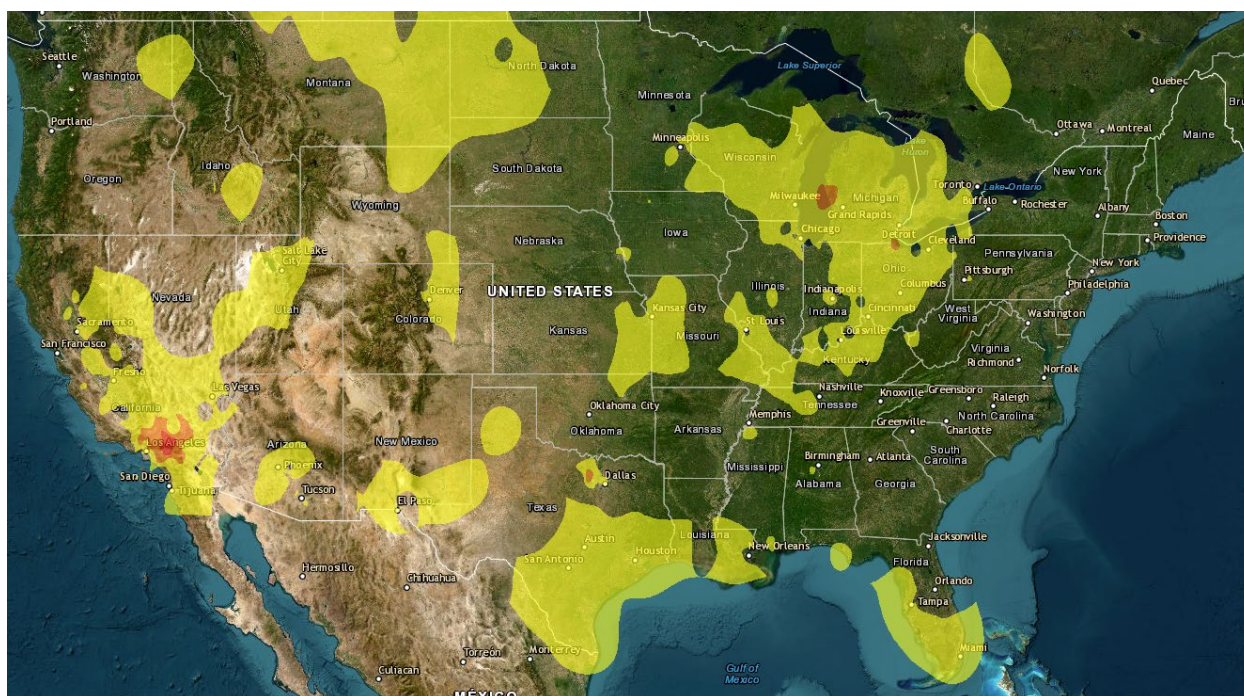 Seattle
Washington
Montana
North Dakota
Minnesota
Lake Superior
Quebec
Portland
Ottawa
Montreal
Maine
Minneapolis
Wisconsin
Lake
Huron
Idaho
Oregon
South Dakota
Wyoming
Toronto
Lake Ontario
New York
Milwaukee
Michigan
Grand Rapids
Buffalo
Rochester
Albany
Boston
Iowa
Chicago
Detroit
Cleveland
Providence
Nebraska
Salt Lake
City
Pennsylvania
New York
Nevada
Utah
Denver
Colorado
UNITED STATES
Illinois
Indianapolis
Ohio
Columbus
Pittsburgh
Philadelphia
Sacramento
San Francisco
Kansas City
Kansas
Missouri
St Louis
Indiana
Cincinnati
Louisville
West
Virginia
Washington
Virginia
Richmond
Norfolk
Fresno
California
Las Vegas
Kentucky
Nashville
Tennessee
Knoxville
Greensboro
Raleigh
North Carolina
Charlotte
Greenville
Oklahoma City
Oklahoma
Arkansas
Memphis
Los Angeles
Arizona
New Mexico
Phoenix
San Diego
Tijuana
Tucson
El Paso
Dallas
Texas
Mississippi
Birmingham
Alabama
Atlanta
Georgia
South
Carolina
Louisiana
New Orleans
Jacksonville
Florida
Orlando
Tampa
Miami
Austin
San Antonio
Houston
Hermosillo
Chihuahua
Culiacan
Torreón
Monterrey
Gulf of
Mexico
MÉXICO